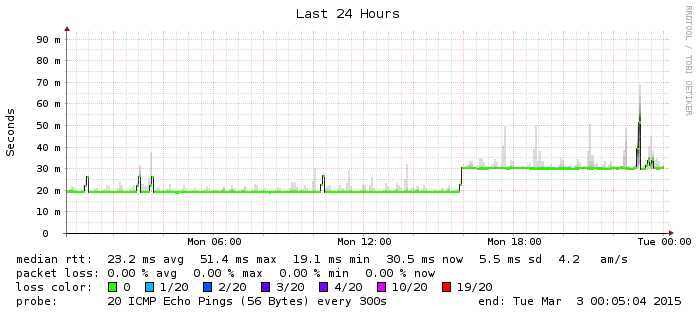 Last 24 Hours
RRDTOOL / TOBI OETIKER
Seconds
90 m
80 m
70 m
60 m
50 m
40 m
30 m
20 m
10 m
0
Mon 06:00 Mon 12:00 Mon 18:00 Tue 00:00
median rtt: 23.2 ms avg 51.4 ms max 19.1 ms min 30.5 ms now 5.5 ms sd 4.2 am/s
packet loss: 0.00 % avg 0.00 % max 0.00 % min 0.00 % now
loss color: 0 1/20 2/20 3/20 4/20 10/20 19/20
probe: 20 ICMP Echo Pings (56 Bytes) every 300s end: Tue Mar 3 00:05:04 2015